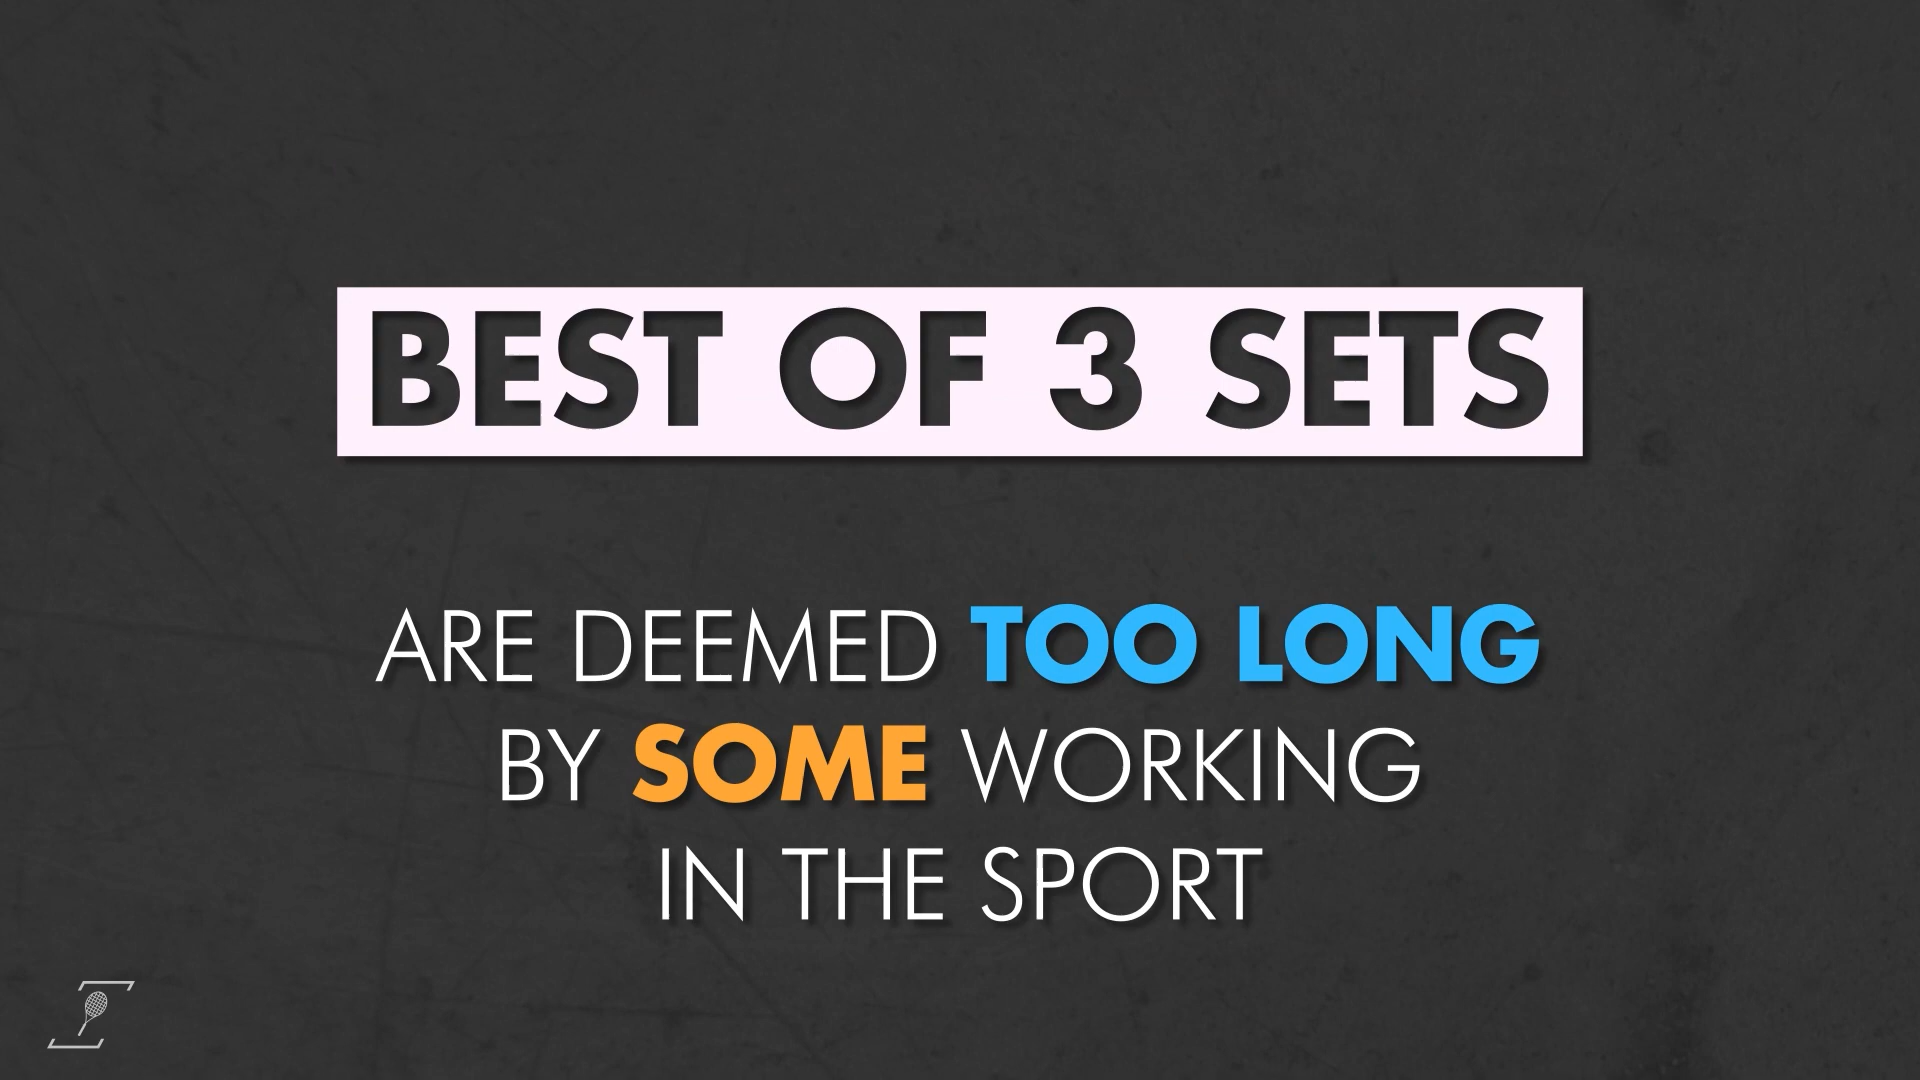 BEST OF 3 SETS
ARE DEEMED TOO LONG
BY SOME WORKING
IN THE SPORT